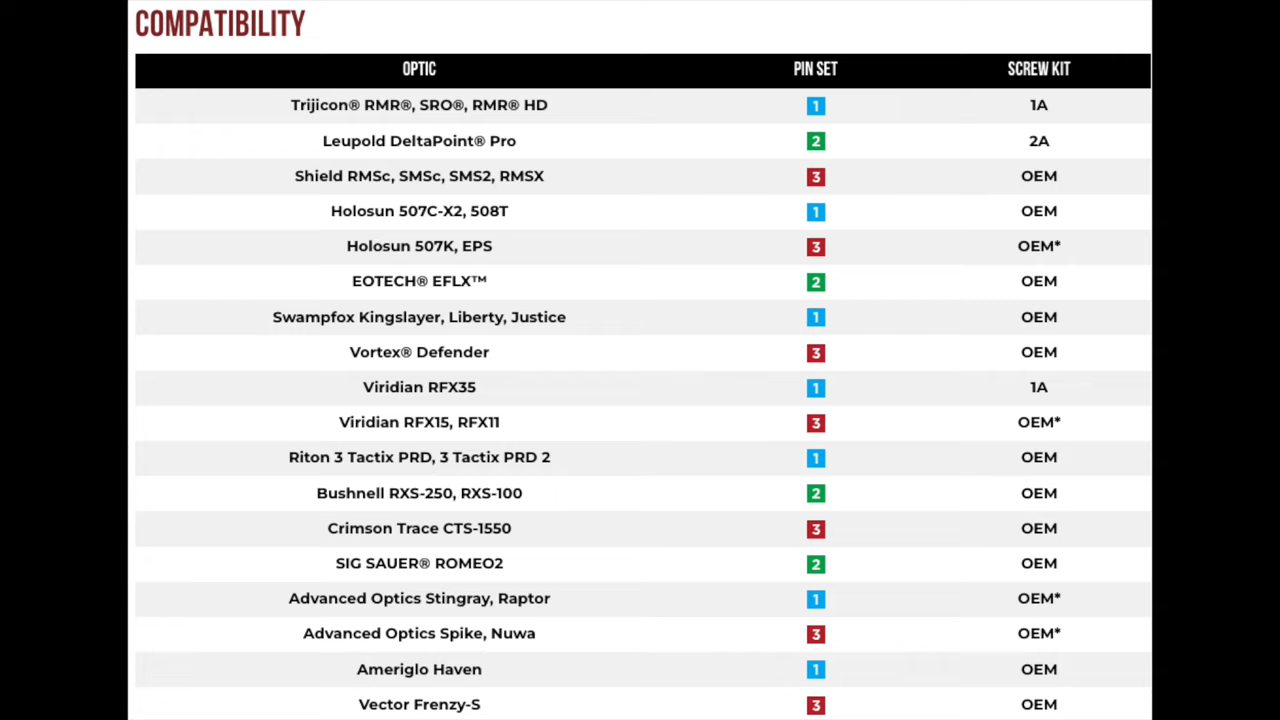 COMPATIBILITY
OPTIC PIN SET SCREW KIT
Trijicon® RMR®, SRO®, RMR® HD 1 1A
Leupold DeltaPoint® Pro 2 2A
Shield RMSc, SMSc, SMS2, RMSX 3 OEM
Holosun 507C-X2, 508T 1 OEM
Holosun 507K, EPS 3 OEM*
EOTECH® EFLX™ 2 OEM
Swampfox Kingslayer, Liberty, Justice 1 OEM
Vortex® Defender 3 OEM
Viridian RFX35 1 1A
Viridian RFX15, RFX11 3 OEM*
Riton 3 Tactix PRD, 3 Tactix PRD 2 1 OEM
Bushnell RXS-250, RXS-100 2 OEM
Crimson Trace CTS-1550 3 OEM
SIG SAUER® ROMEO2 2 OEM
Advanced Optics Stingray, Raptor 1 OEM*
Advanced Optics Spike, Nuwa 3 OEM*
Ameriglo Haven 1 OEM
Vector Frenzy-S 3 OEM